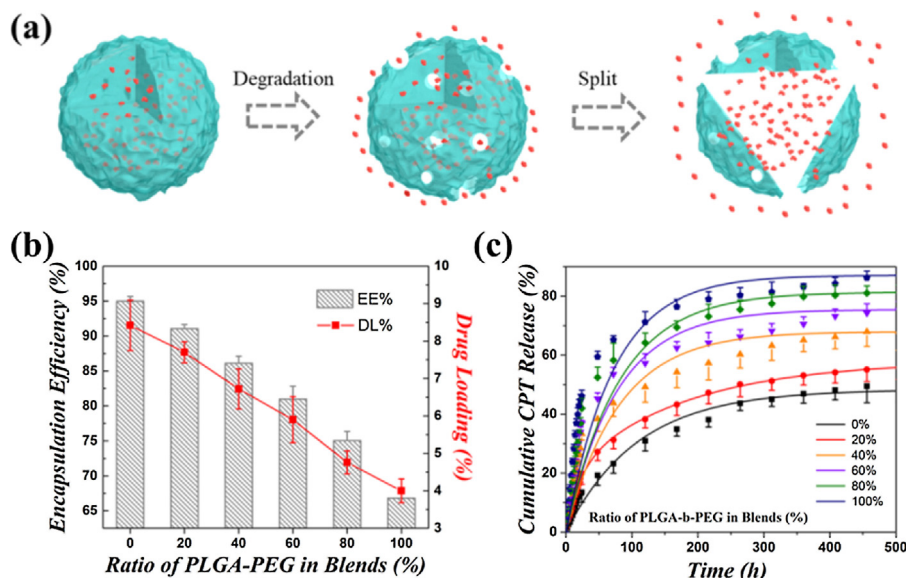 (a)
Degradation
Split
(b)
Encapsulation Efficiency (%)
100
95
90
85
80
75
70
65
EE%
DL%
10
9
8
7
6
5
4
3
Drug Loading (%)
0 20 40 60 80 100
Ratio of PLGA-PEG in Blends (%)
(c)
Cumulative CPT Release (%)
80
60
40
20
0
0%
20%
40%
60%
80%
100%
Ratio of PLGA-b-PEG in Blends (%)
0 100 200 300 400 500
Time (h)